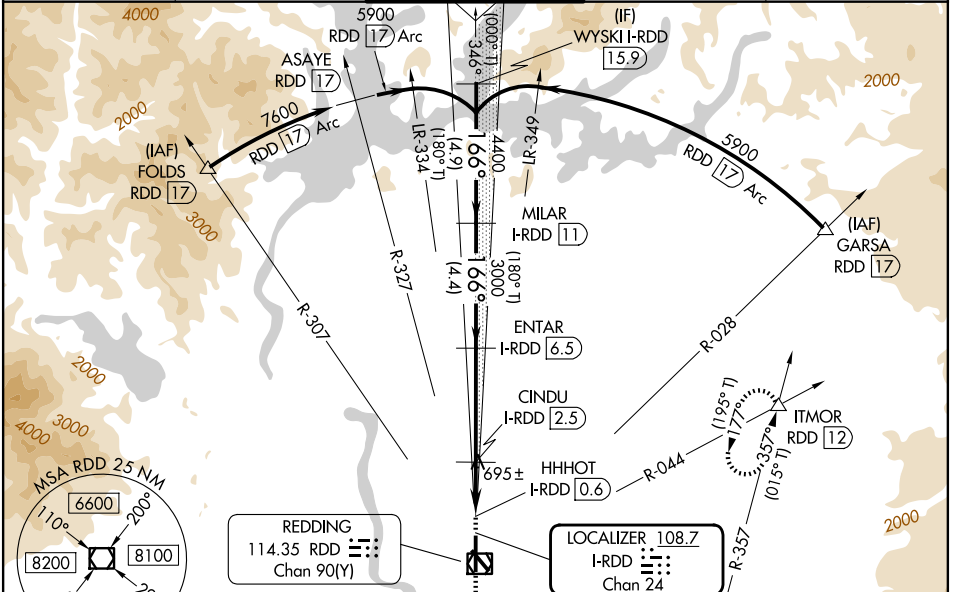 4000
5900
RDD 17 Arc
(000° T)
346°
(IF)
WYSKI I-RDD
15.9
ASAYE
RDD 17
2000
2000
7600
RDD 17 Arc
LR-334
(180° T)
(4.9)
166°
4400
LR-349
5900
RDD 17 Arc
(IAF)
FOLDS
RDD 17
3000
MILAR
I-RDD 11
(IAF)
GARSA
RDD 17
R-327
(4.4)
166°
3000
(180° T)
R-307
ENTAR
I-RDD 6.5
R-028
2000
3000
4000
CINDU
I-RDD 2.5
(195° T)
177°
357°
(015° T)
ITMOR
RDD 12
695±
HHHOT
I-RDD 0.6
R-044
MSA RDD 25 NM
6600
110°
200°
8200
8100
REDDING
114.35 RDD
Chan 90(Y)
LOCALIZER 108.7
I-RDD
Chan 24
R-357
2000